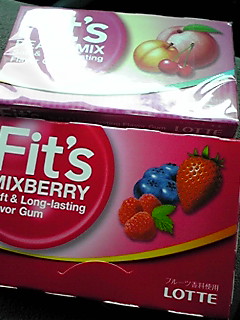 Fit's
MIX
& Long-lasting
LOTTE
Fit's
MIXBERRY
ft & Long-lasting
vor Gum
フルーツ香料使用
LOTTE